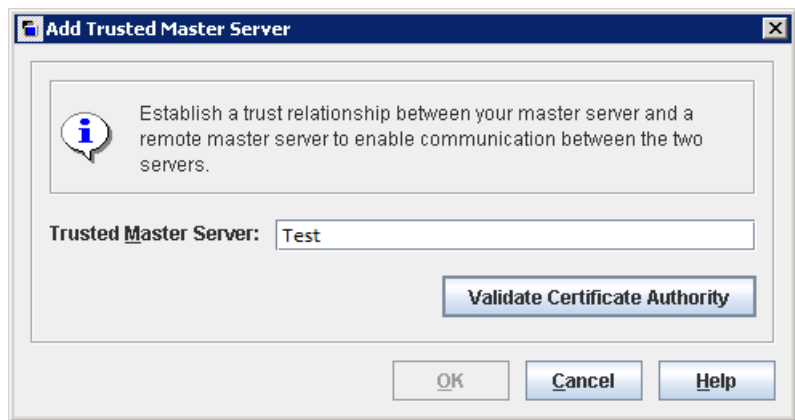 Add Trusted Master Server
Establish a trust relationship between your master server and a
remote master server to enable communication between the two
servers.
Trusted Master Server: Test
Validate Certificate Authority
OK Cancel Help